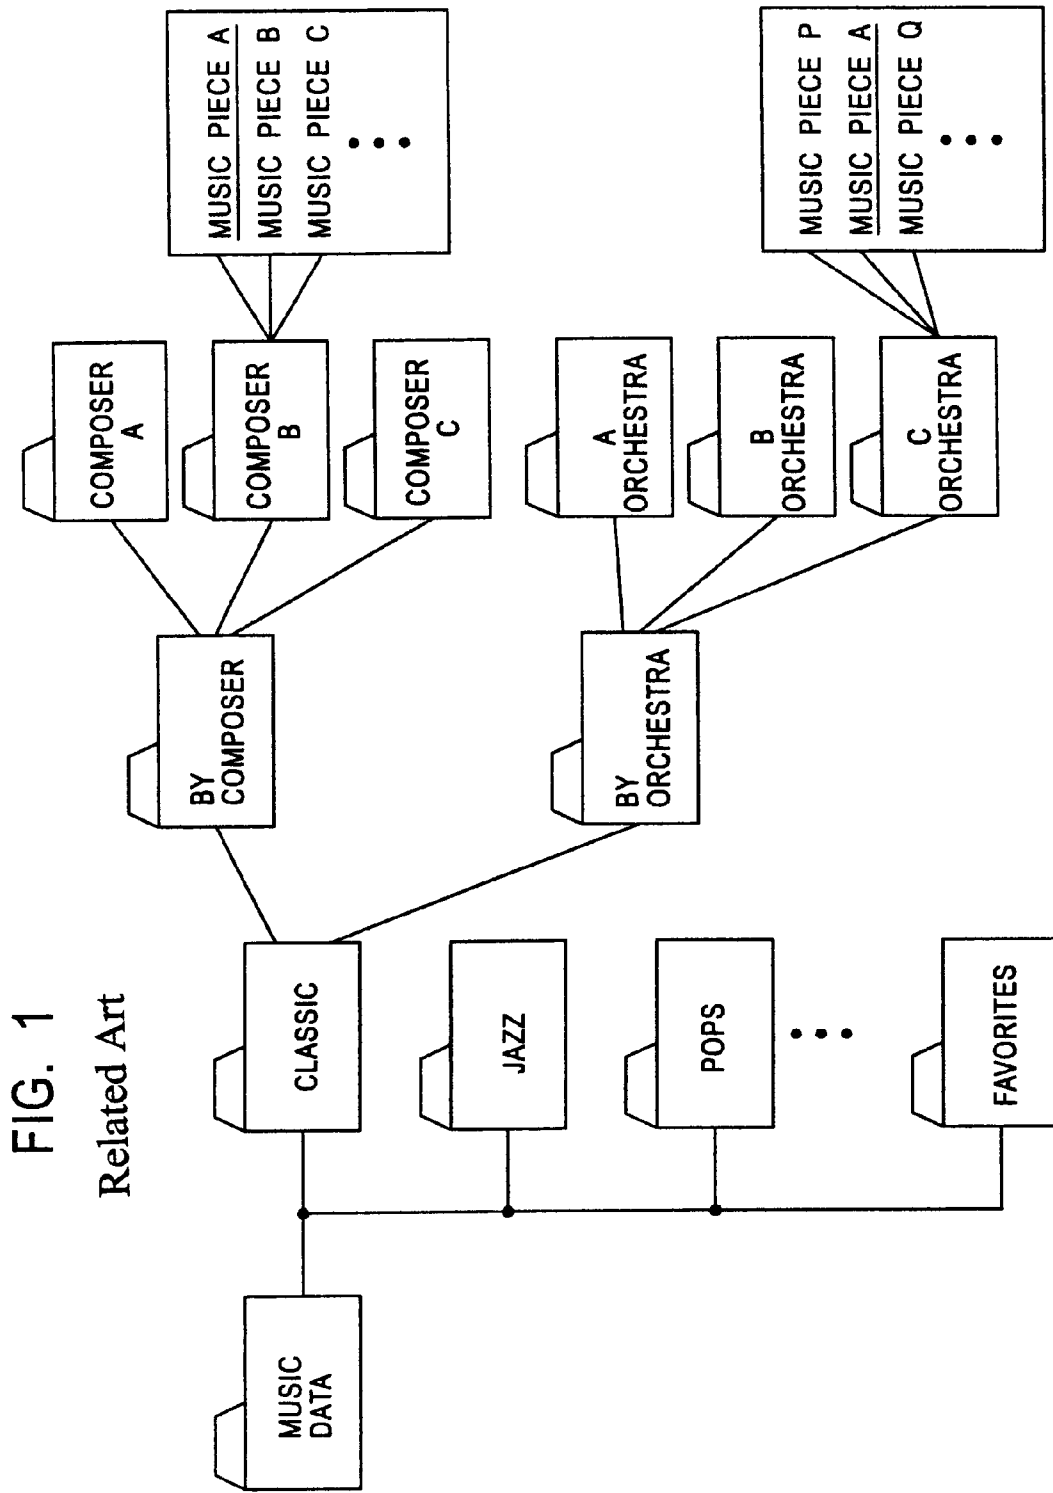 FIG. 1
Related Art
MUSIC
DATA
CLASSIC
JAZZ
POPS
• • •
FAVORITES
BY
COMPOSER
BY
ORCHESTRA
COMPOSER
A
COMPOSER
B
COMPOSER
C
A
ORCHESTRA
B
ORCHESTRA
C
ORCHESTRA
MUSIC PIECE A
MUSIC PIECE B
MUSIC PIECE C
• • •
MUSIC PIECE P
MUSIC PIECE A
MUSIC PIECE Q
• • •